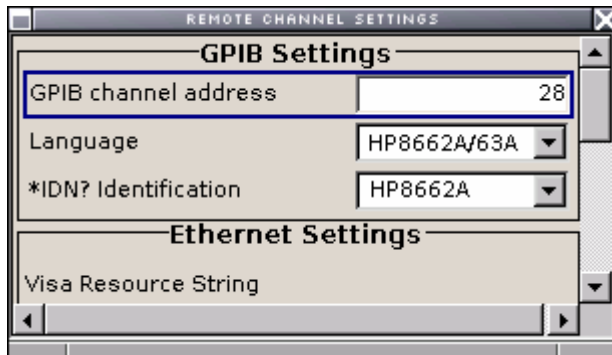 REMOTE CHANNEL SETTINGS
GPIB Settings
GPIB channel address 28
Language HP8662A/63A
*IDN? Identification HP8662A
Ethernet Settings
Visa Resource String